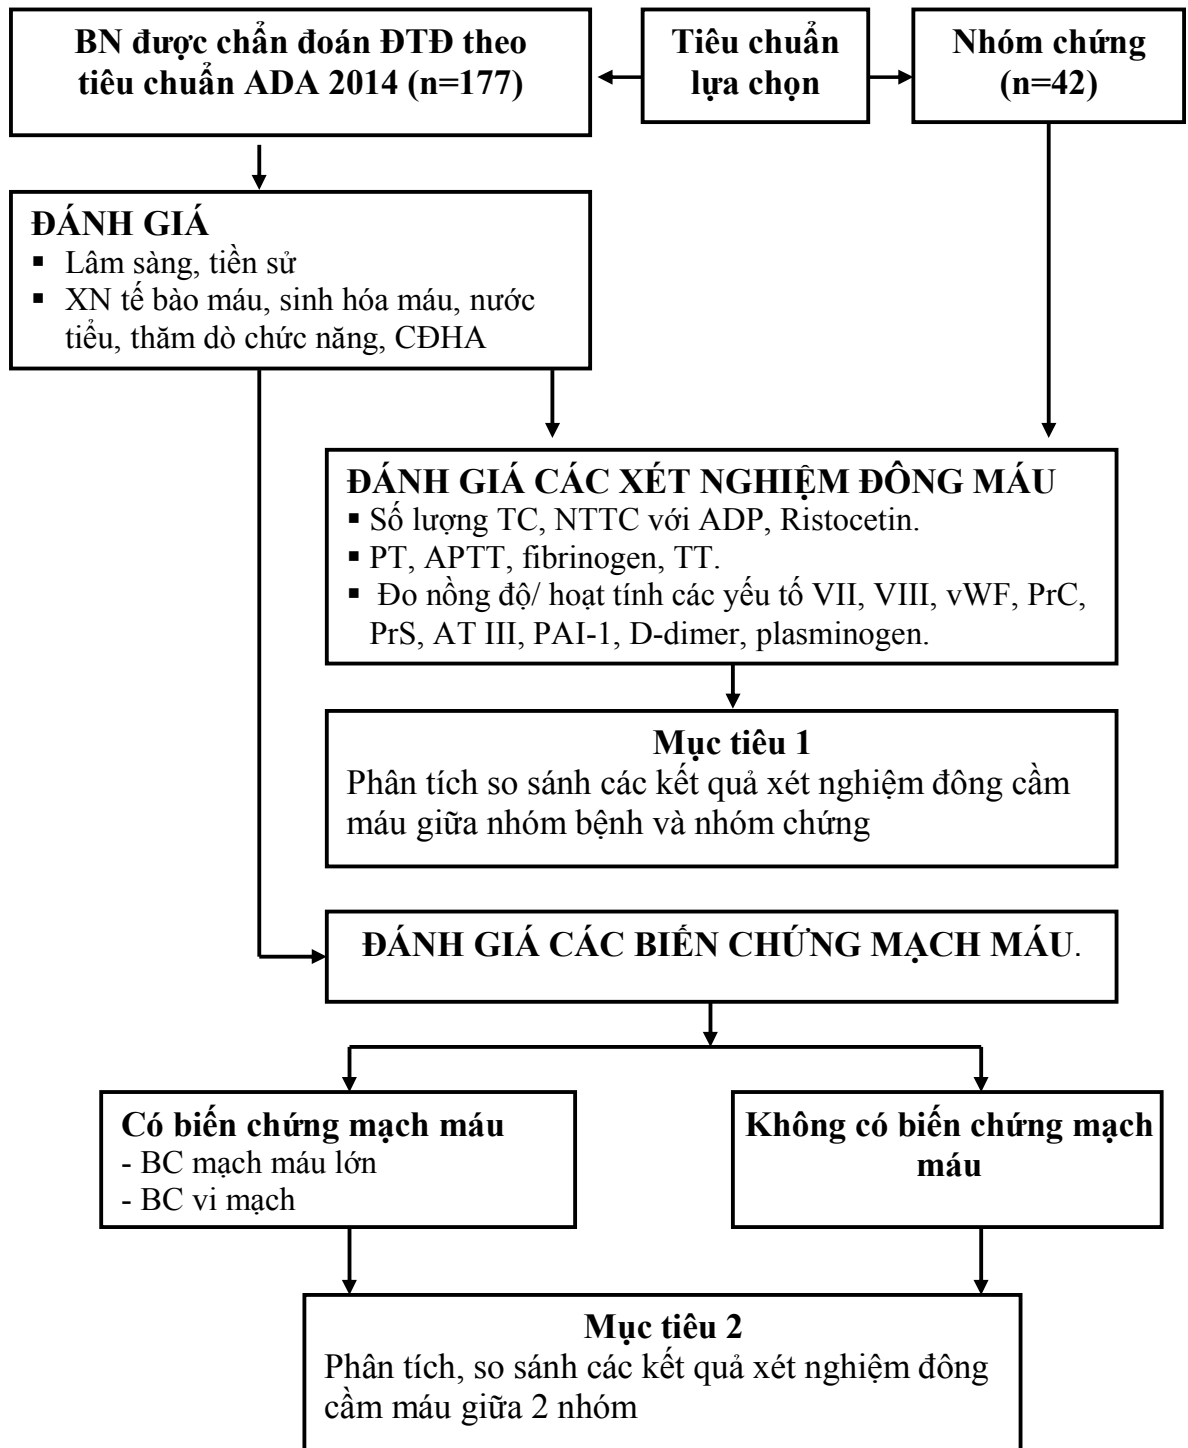 BN được chẩn đoán ĐTĐ theo
tiêu chuẩn ADA 2014 (n=177)
Tiêu chuẩn
lựa chọn
Nhóm chứng
(n=42)
ĐÁNH GIÁ
▪ Lâm sàng, tiền sử
▪ XN tế bào máu, sinh hóa máu, nước
tiểu, thăm dò chức năng, CĐHA
ĐÁNH GIÁ CÁC XÉT NGHIỆM ĐÔNG MÁU
▪ Số lượng TC, NTTC với ADP, Ristocetin.
▪ PT, APTT, fibrinogen, TT.
▪ Đo nồng độ/ hoạt tính các yếu tố VII, VIII, vWF, PrC,
PrS, AT III, PAI-1, D-dimer, plasminogen.
Mục tiêu 1
Phân tích so sánh các kết quả xét nghiệm đông cầm
máu giữa nhóm bệnh và nhóm chứng
ĐÁNH GIÁ CÁC BIẾN CHỨNG MẠCH MÁU.
Có biến chứng mạch máu
- BC mạch máu lớn
- BC vi mạch
Không có biến chứng mạch
máu
Mục tiêu 2
Phân tích, so sánh các kết quả xét nghiệm đông
cầm máu giữa 2 nhóm